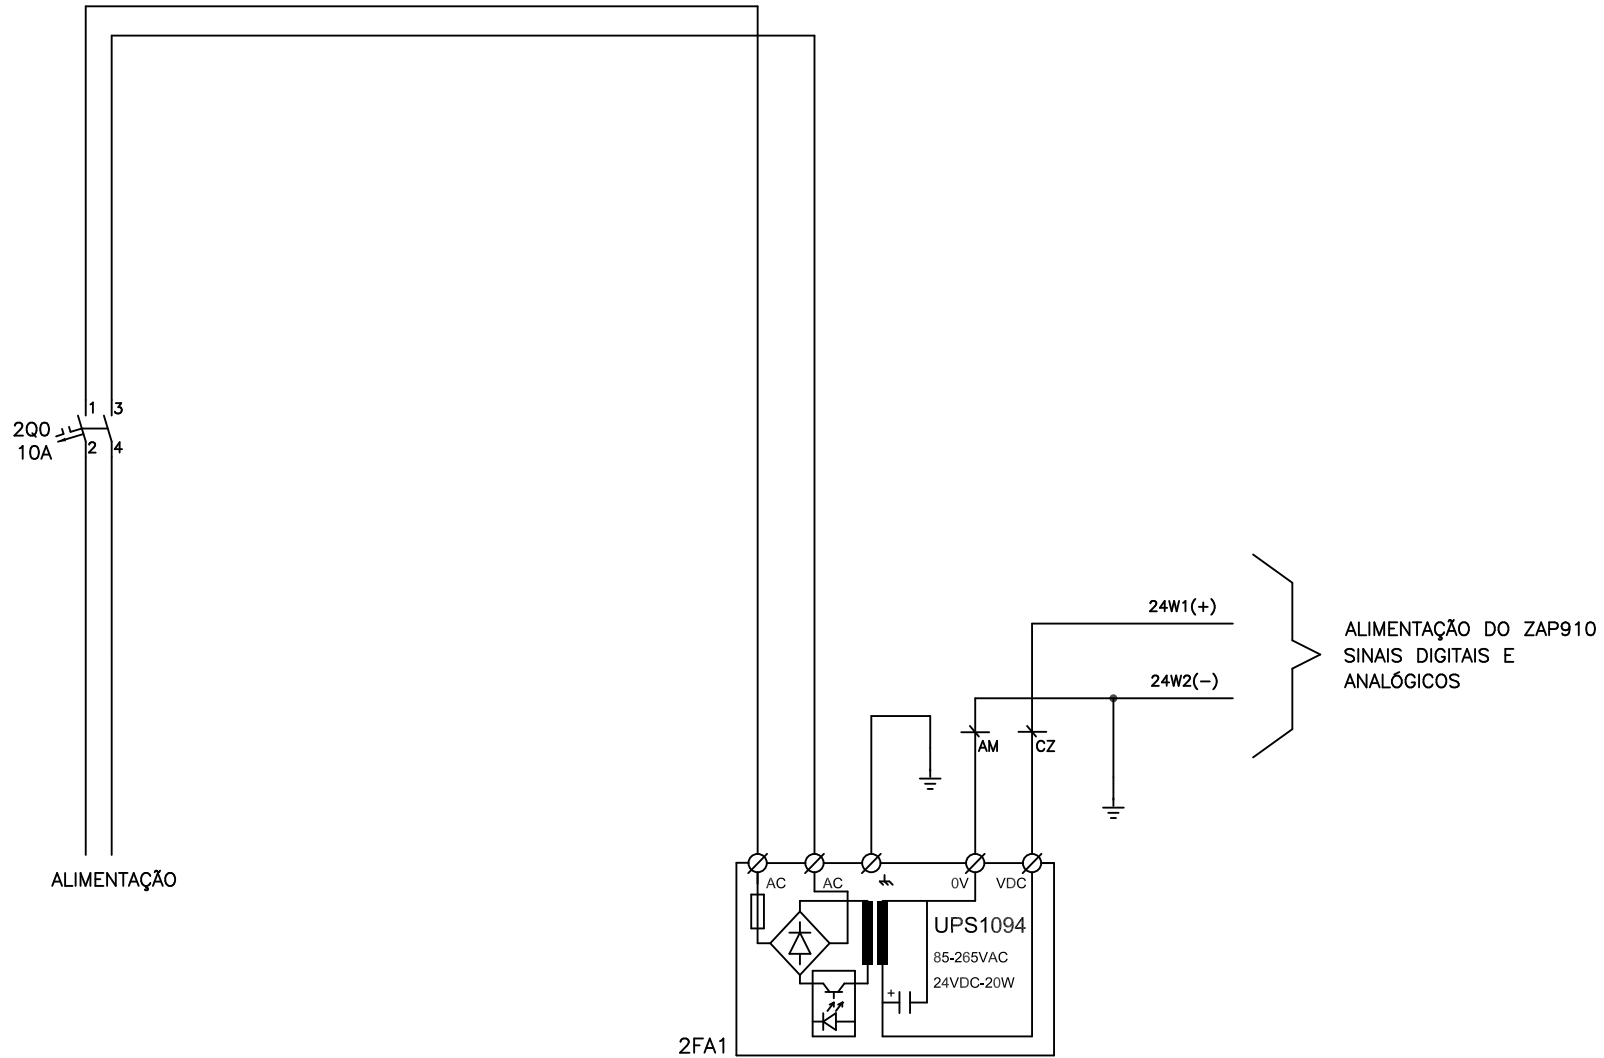 1 3
2Q0
10A
2 4
24W1(+)
ALIMENTAÇÃO DO ZAP910
SINAIS DIGITAIS E
ANALÓGICOS
24W2(-)
AM CZ
ALIMENTAÇÃO
AC AC 0V VDC
UPS1094
85-265VAC
24VDC-20W
+
2FA1